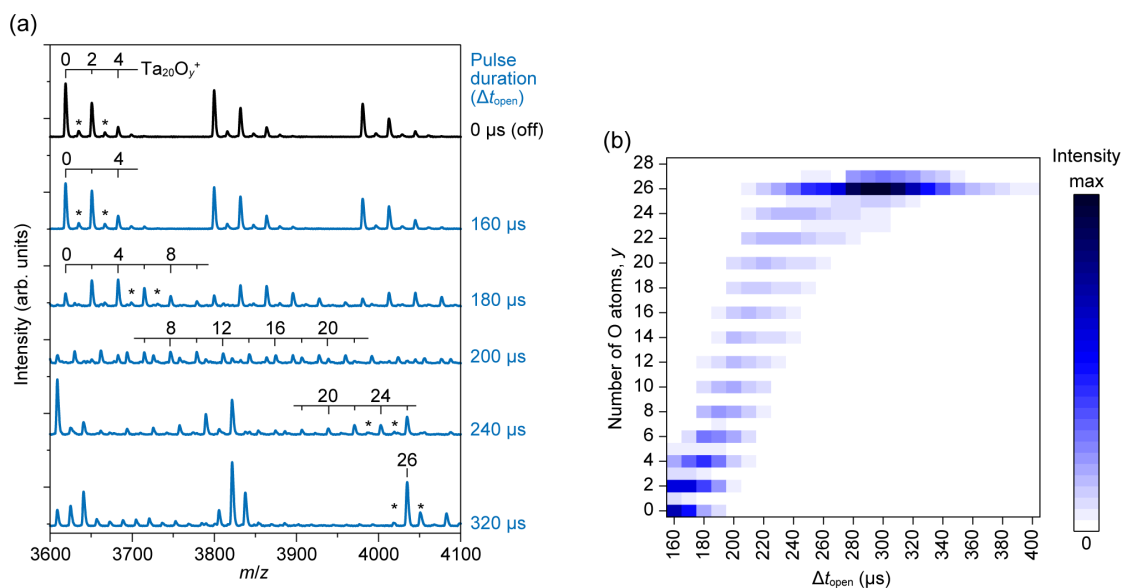 (a)
0 2 4 Ta₂₀Oᵧ⁺
* *
Pulse
duration
(Δt_open)
0 µs (off)
0 4
* *
160 µs
0 4 8
* *
180 µs
8 12 16 20
200 µs
20 24
* *
240 µs
26
* *
320 µs
Intensity (arb. units)
3600 3700 3800 3900 4000 4100
m/z
(b)
Number of O atoms, y
28
26
24
22
20
18
16
14
12
10
8
6
4
2
0
160 180 200 220 240 260 280 300 320 340 360 380 400
Δt_open (µs)
Intensity
max
0